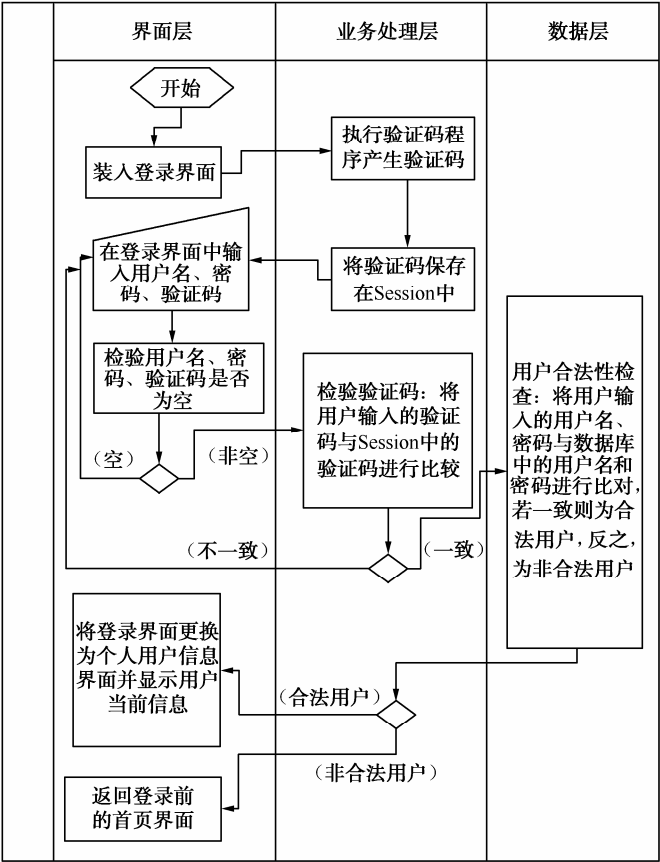 界面层
业务处理层
数据层
开始
装入登录界面
执行验证码程
序产生验证码
在登录界面中输
入用户名、密
码、验证码
将验证码保存
在Session中
检验用户名、密
码、验证码是否
为空
（空）
（非空）
检验验证码：将
用户输入的验证
码与Session中的
验证码进行比较
（不一致）
（一致）
用户合法性检
查：将用户输
入的用户名、
密码与数据库
中的用户名和
密码进行比对，
若一致则为合
法用户，反之，
为非合法用户
将登录界面更换
为个人用户信息
界面并显示用户
当前信息
（合法用户）
（非合法用户）
返回登录前
的首页界面